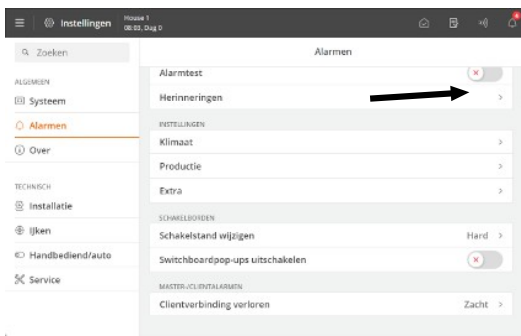 Instellingen
House 1
08:03, Dag 0
4
Zoeken
Alarmen
ALGEMEEN
Systeem
Alarmen
Over
TECHNISCH
Installatie
IJken
Handbediend/auto
Service
Alarmtest
Herinneringen
INSTELLINGEN
Klimaat
Productie
Extra
SCHAKELBORDEN
Schakelstand wijzigen Hard
Switchboardpop-ups uitschakelen
MASTER-/CLIENTALARMEN
Clientverbinding verloren Zacht